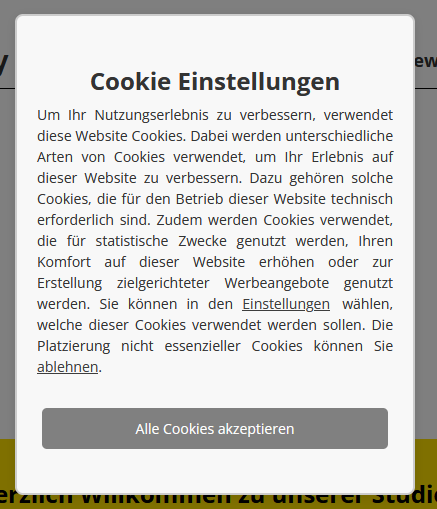 y
ew
Cookie Einstellungen
Um Ihr Nutzungserlebnis zu verbessern, verwendet
diese Website Cookies. Dabei werden unterschiedliche
Arten von Cookies verwendet, um Ihr Erlebnis auf
dieser Website zu verbessern. Dazu gehören solche
Cookies, die für den Betrieb dieser Website technisch
erforderlich sind. Zudem werden Cookies verwendet,
die für statistische Zwecke genutzt werden, Ihren
Komfort auf dieser Website erhöhen oder zur
Erstellung zielgerichteter Werbeangebote genutzt
werden. Sie können in den Einstellungen wählen,
welche dieser Cookies verwendet werden sollen. Die
Platzierung nicht essenzieller Cookies können Sie
ablehnen.
Alle Cookies akzeptieren
erzlich Willkommen zu unserer Studie